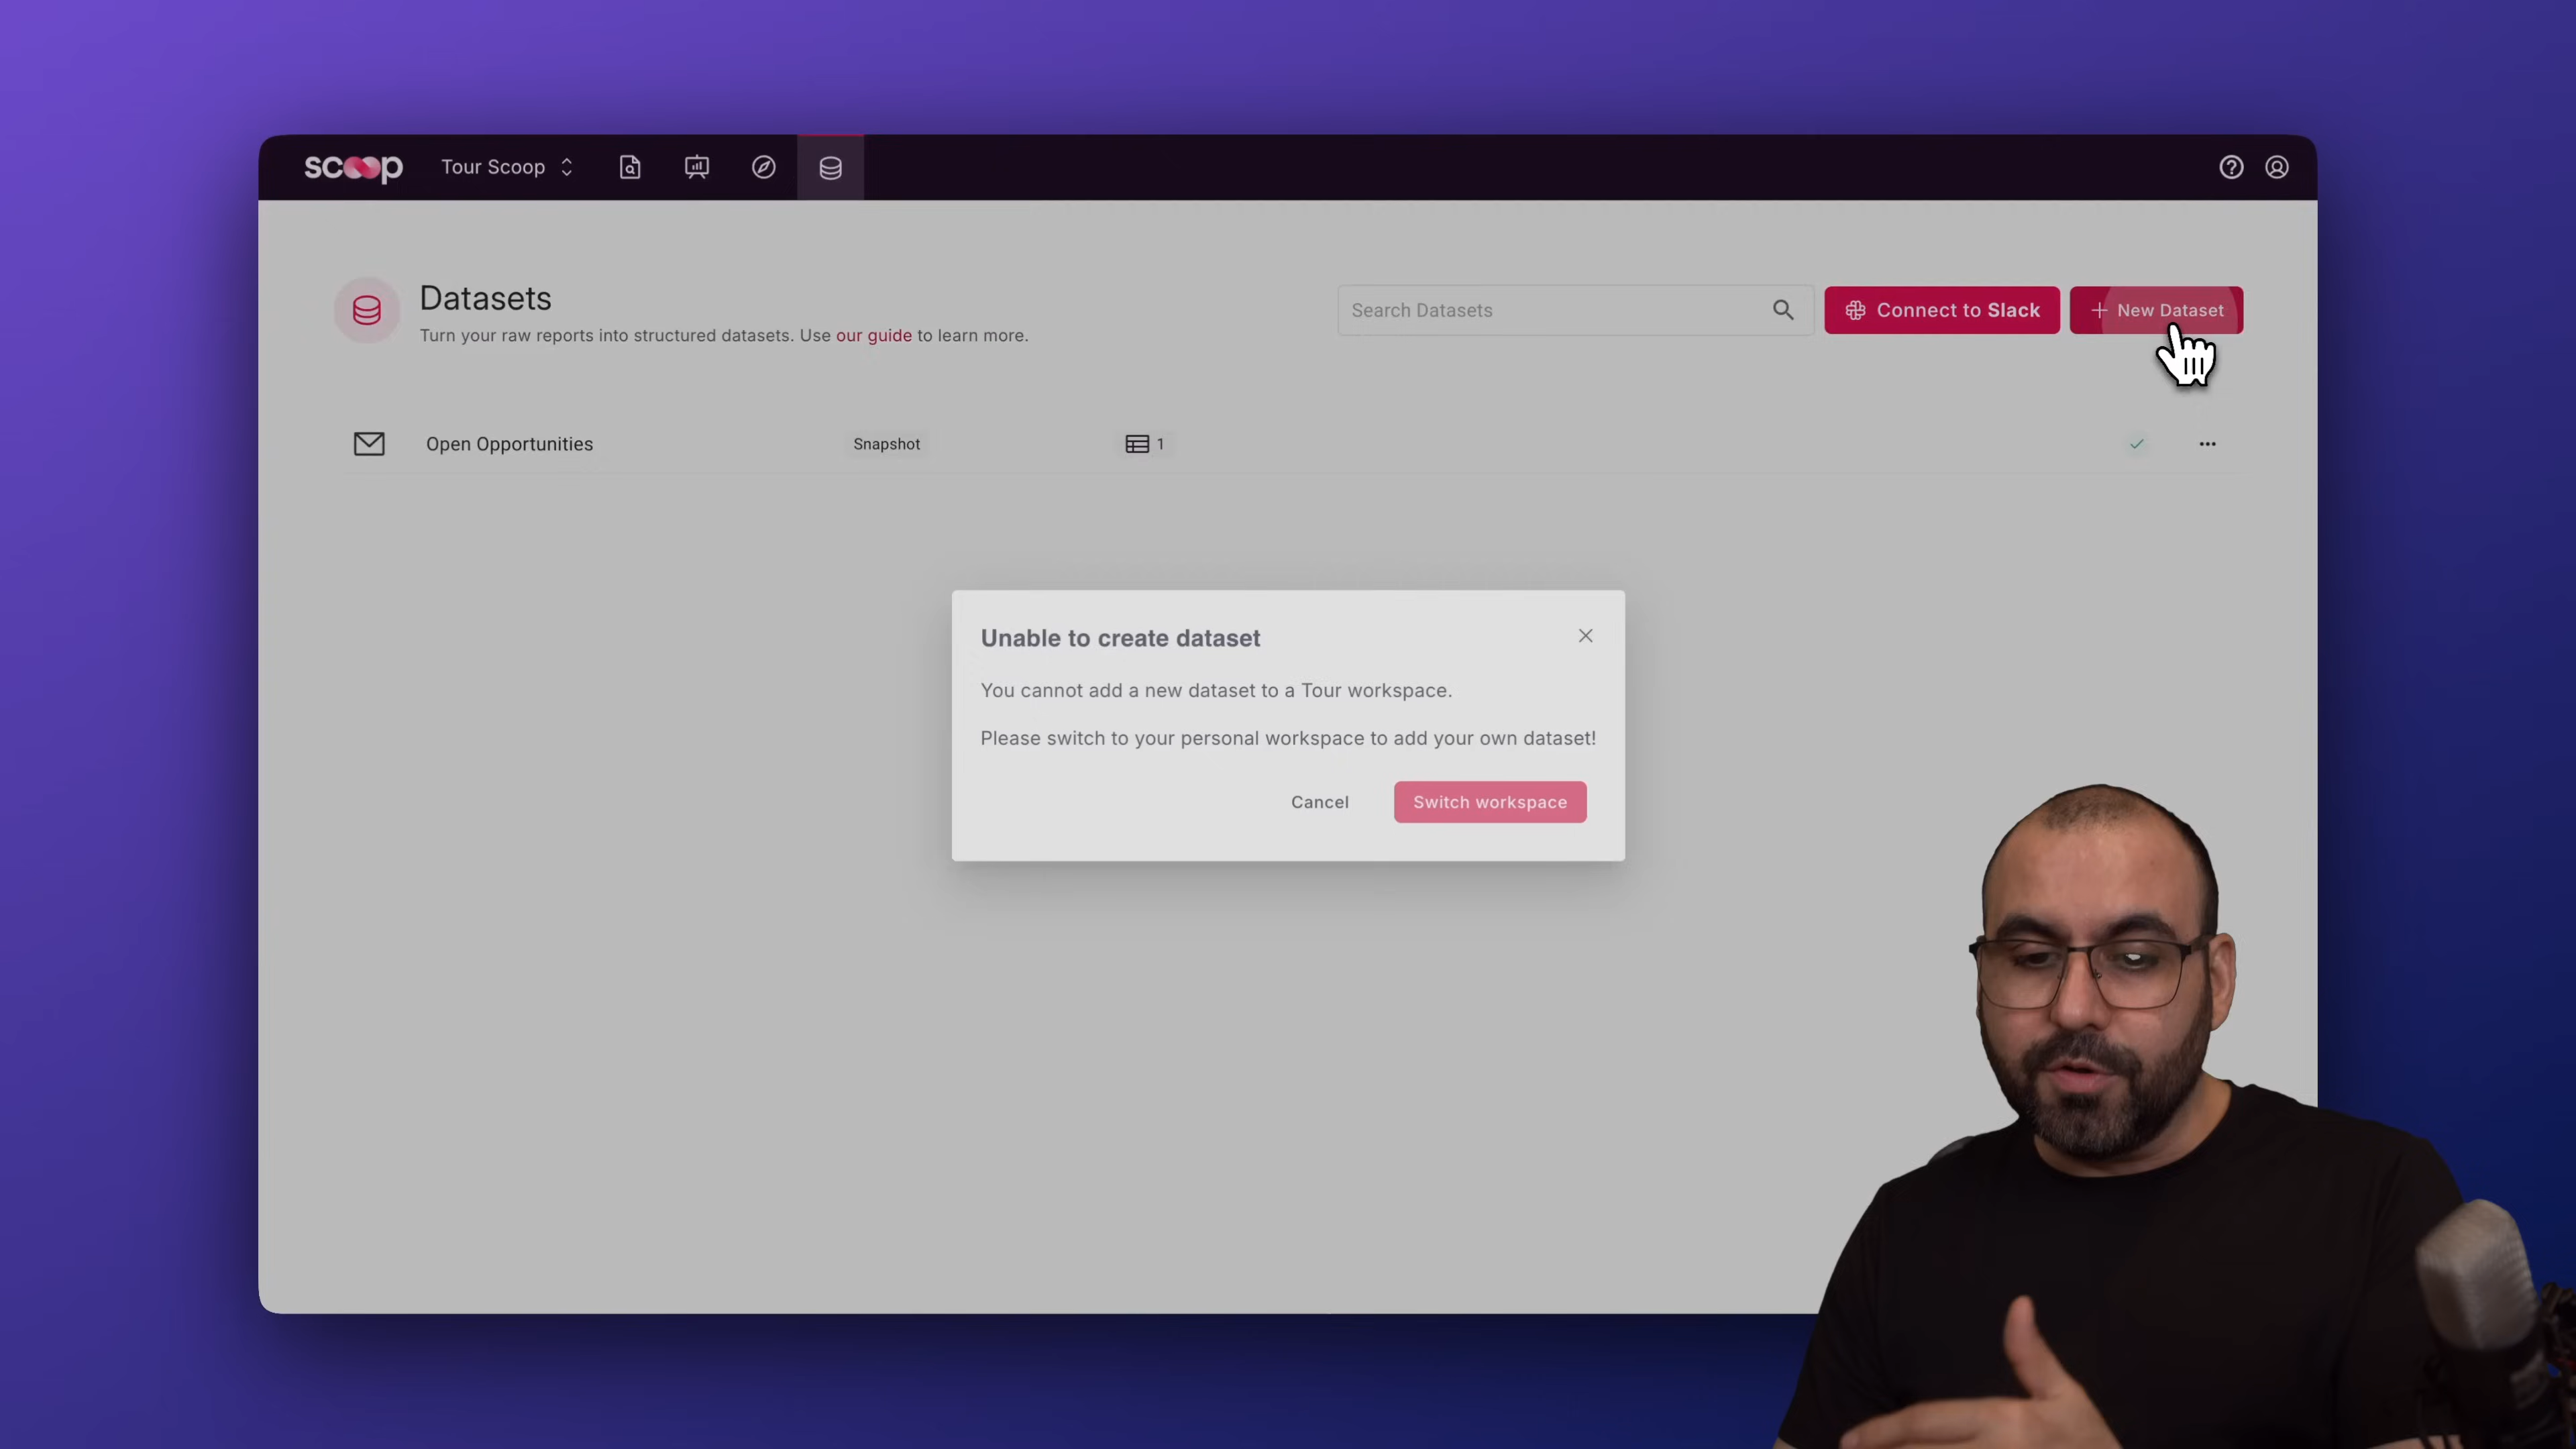 scoop
Tour Scoop
Datasets
Turn your raw reports into structured datasets. Use our guide to learn more.
Search Datasets
Connect to Slack
+ New Dataset
Open Opportunities
Snapshot
1
Unable to create dataset
You cannot add a new dataset to a Tour workspace.
Please switch to your personal workspace to add your own dataset!
Cancel
Switch workspace